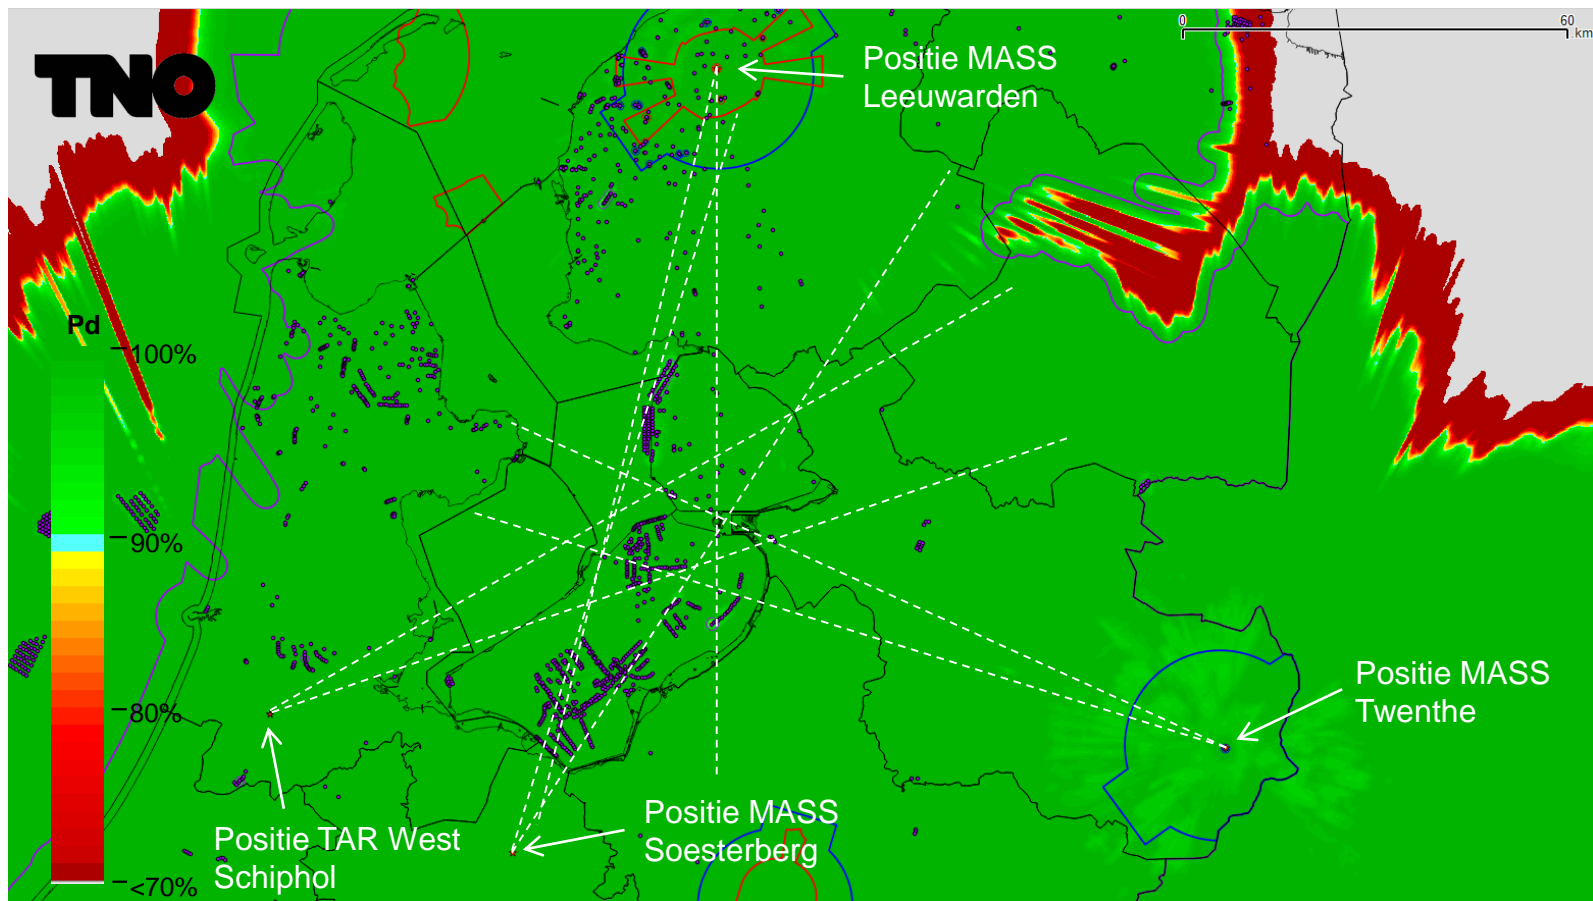 0
60
km
TNO
Positie MASS
Leeuwarden
Pd
100%
90%
80%
<70%
Positie MASS
Twenthe
Positie MASS
Soesterberg
Positie TAR West
Schiphol